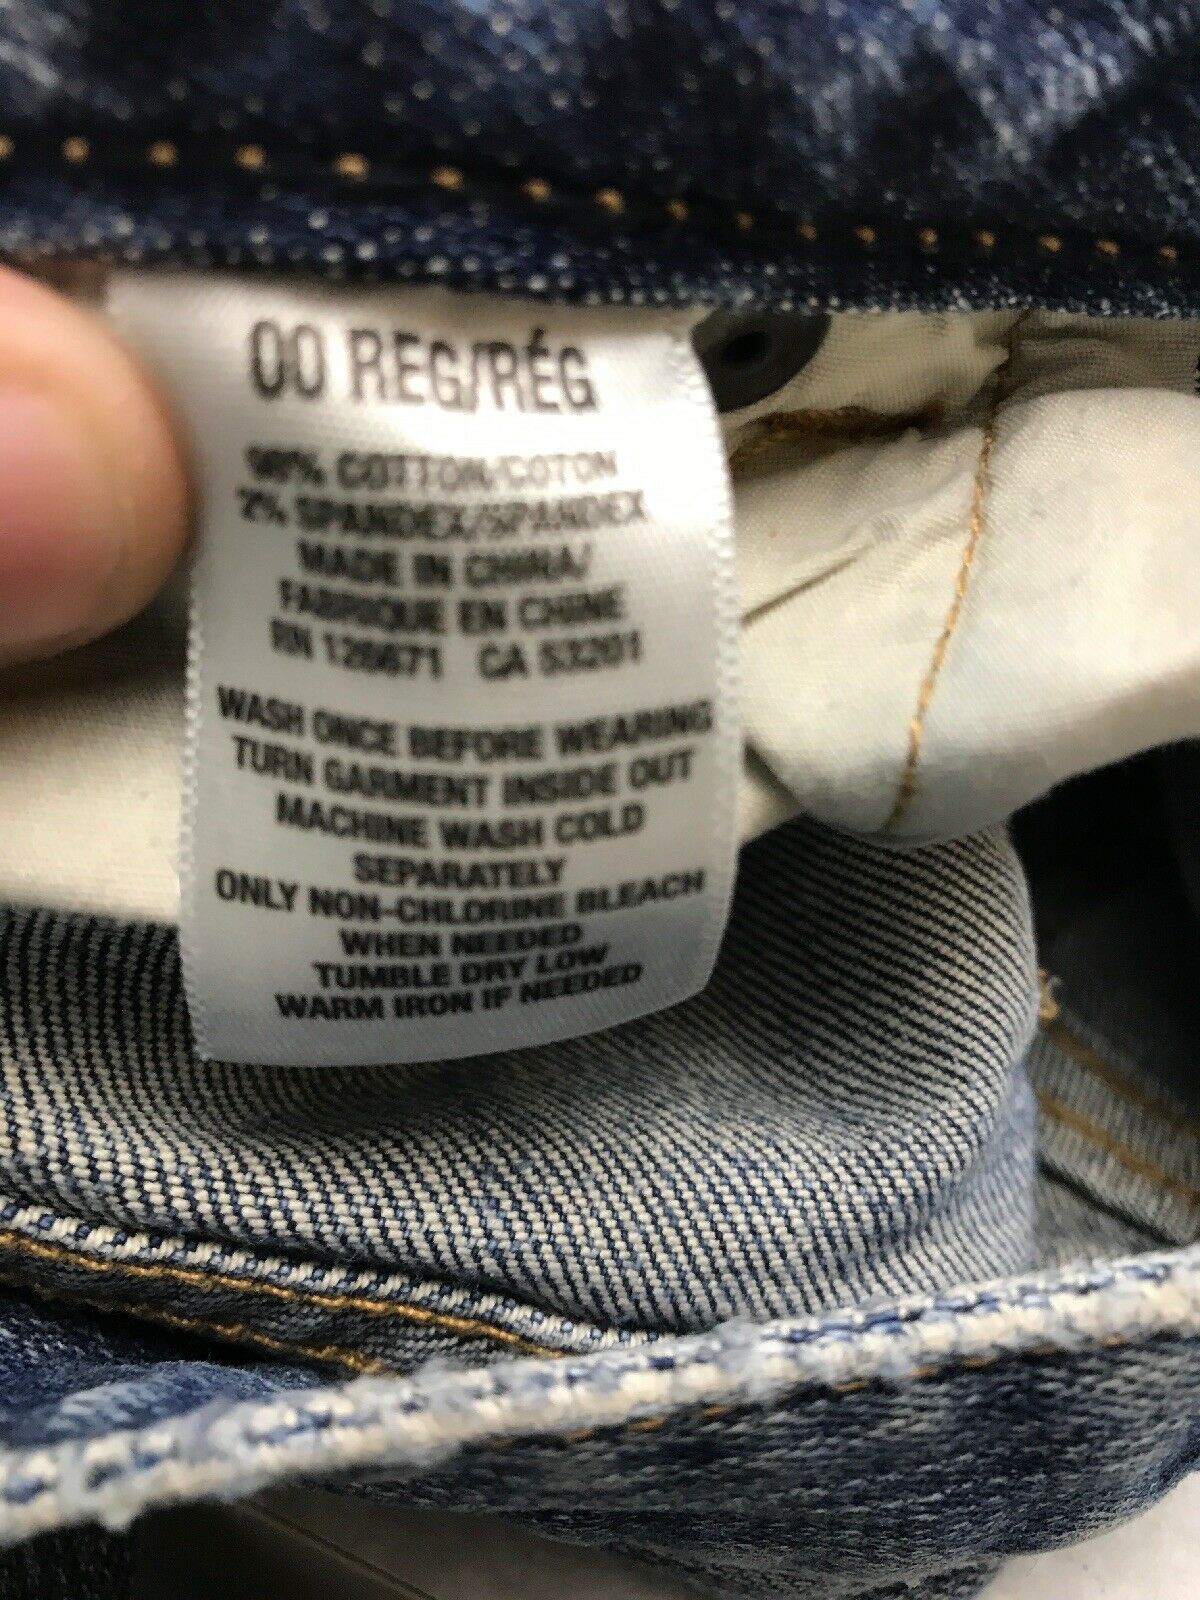 00 REG/RÉG
98% COTTON/COTON
2% SPANDEX/SPANDEX
MADE IN CHINA/
FABRIQUE EN CHINE
RN 128671 CA 53201
WASH ONCE BEFORE WEARING
TURN GARMENT INSIDE OUT
MACHINE WASH COLD
SEPARATELY
ONLY NON-CHLORINE BLEACH
WHEN NEEDED
TUMBLE DRY LOW
WARM IRON IF NEEDED